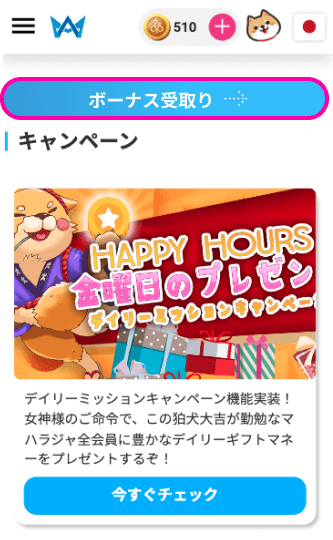 510
ボーナス受取り
キャンペーン
HAPPY HOURS
金曜日のプレゼン
デイリーミッションキャンペー
デイリーミッションキャンペーン機能実装！
女神様のご命令で、この狛犬大吉が勤勉なマ
ハラジャ全会員に豊かなデイリーギフトマネ
ーをプレゼントするぞ！
今すぐチェック